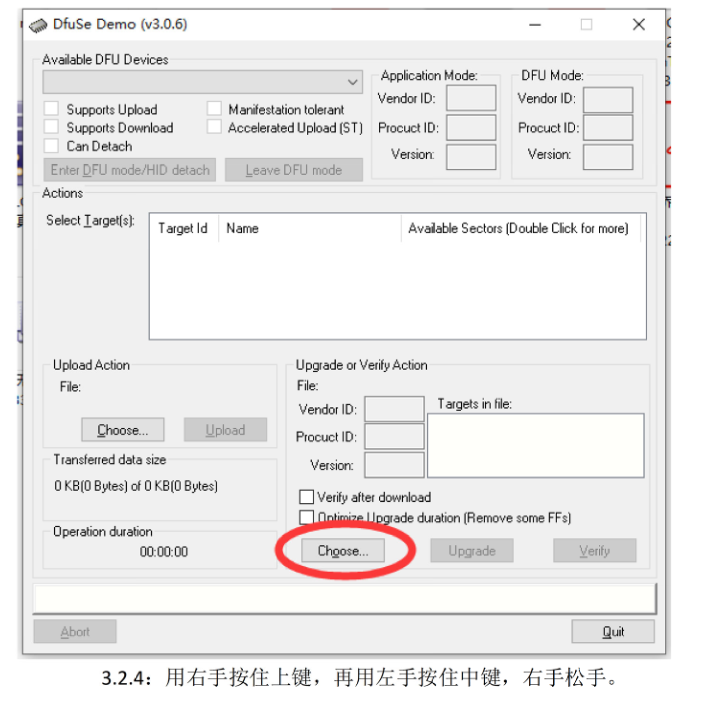 DfuSe Demo (v3.0.6)
Available DFU Devices
Supports Upload
Supports Download
Can Detach
Manifestation tolerant
Accelerated Upload (ST)
Enter DFU mode/HID detach
Leave DFU mode
Application Mode:
Vendor ID:
Procuct ID:
Version:
DFU Mode:
Vendor ID:
Procuct ID:
Version:
Actions
Select Target(s):
Target Id Name Available Sectors (Double Click for more)
Upload Action
File:
Choose...
Upload
Transferred data size
0 KB(0 Bytes) of 0 KB(0 Bytes)
Operation duration
00:00:00
Upgrade or Verify Action
File:
Vendor ID:
Procuct ID:
Version:
Targets in file:
Verify after download
Optimize Upgrade duration (Remove some FFs)
Choose...
Upgrade
Verify
Abort
Quit
3.2.4：用右手按住上键，再用左手按住中键，右手松手。